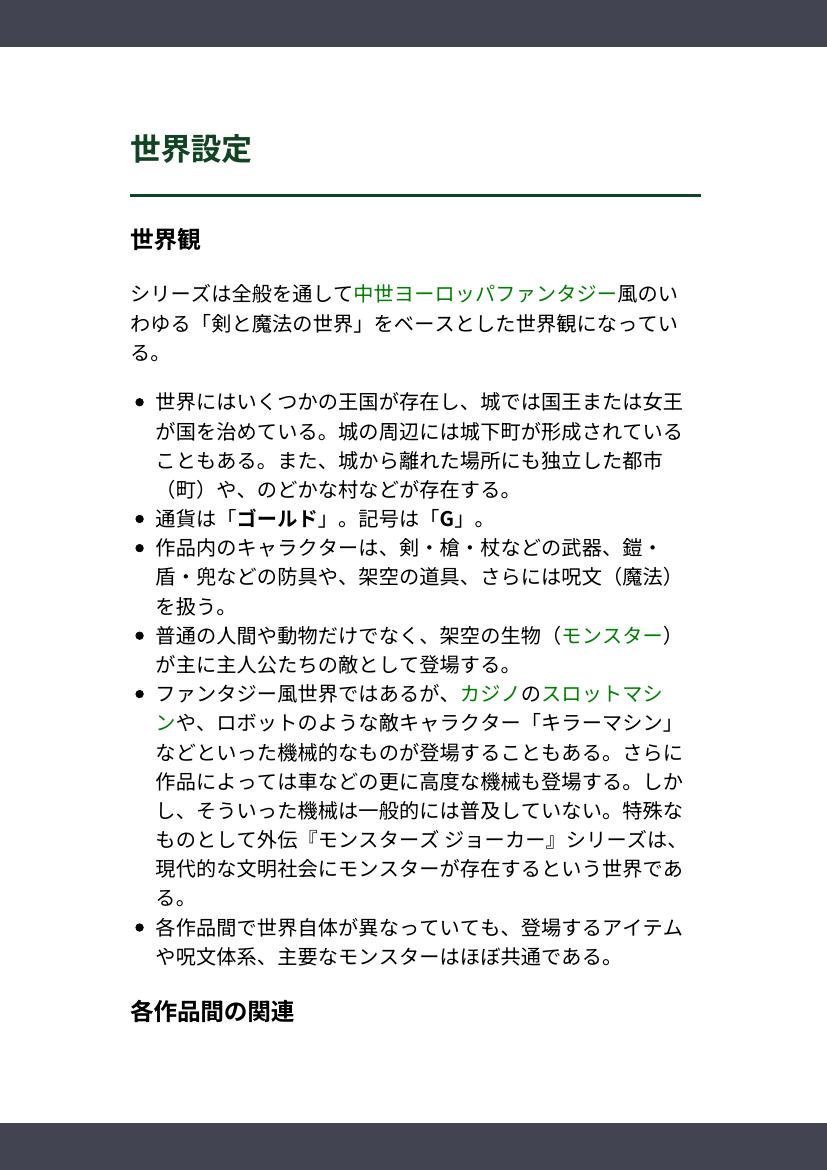 世界設定
世界観
シリーズは全般を通して中世ヨーロッパファンタジー風のい
わゆる「剣と魔法の世界」をベースとした世界観になってい
る。
世界にはいくつかの王国が存在し、城では国王または女王
が国を治めている。城の周辺には城下町が形成されている
こともある。また、城から離れた場所にも独立した都市
（町）や、のどかな村などが存在する。
通貨は「ゴールド」。記号は「G」。
作品内のキャラクターは、剣・槍・杖などの武器、鎧・
盾・兜などの防具や、架空の道具、さらには呪文（魔法）
を扱う。
普通の人間や動物だけでなく、架空の生物（モンスター）
が主に主人公たちの敵として登場する。
ファンタジー風世界ではあるが、カジノのスロットマシ
ンや、ロボットのような敵キャラクター「キラーマシン」
などといった機械的なものが登場することもある。さらに
作品によっては車などの更に高度な機械も登場する。しか
し、そういった機械は一般的には普及していない。特殊な
ものとして外伝『モンスターズ ジョーカー』シリーズは、
現代的な文明社会にモンスターが存在するという世界であ
る。
各作品間で世界自体が異なっていても、登場するアイテム
や呪文体系、主要なモンスターはほぼ共通である。
各作品間の関連